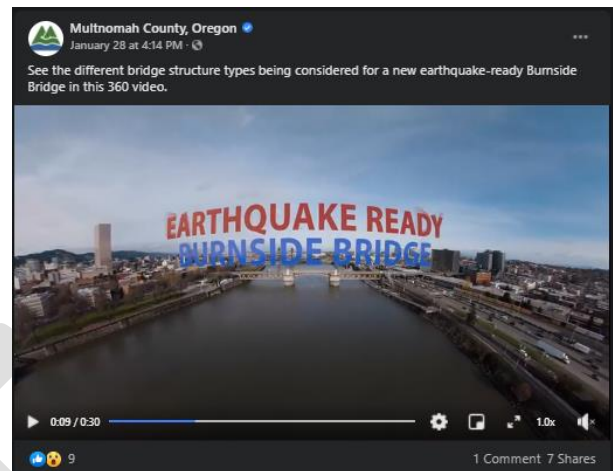 Multnomah County, Oregon
January 28 at 4:14 PM ·
See the different bridge structure types being considered for a new earthquake-ready Burnside
Bridge in this 360 video.
EARTHQUAKE READY
BURNSIDE BRIDGE
0:09 / 0:30
1.0x
9
1 Comment 7 Shares